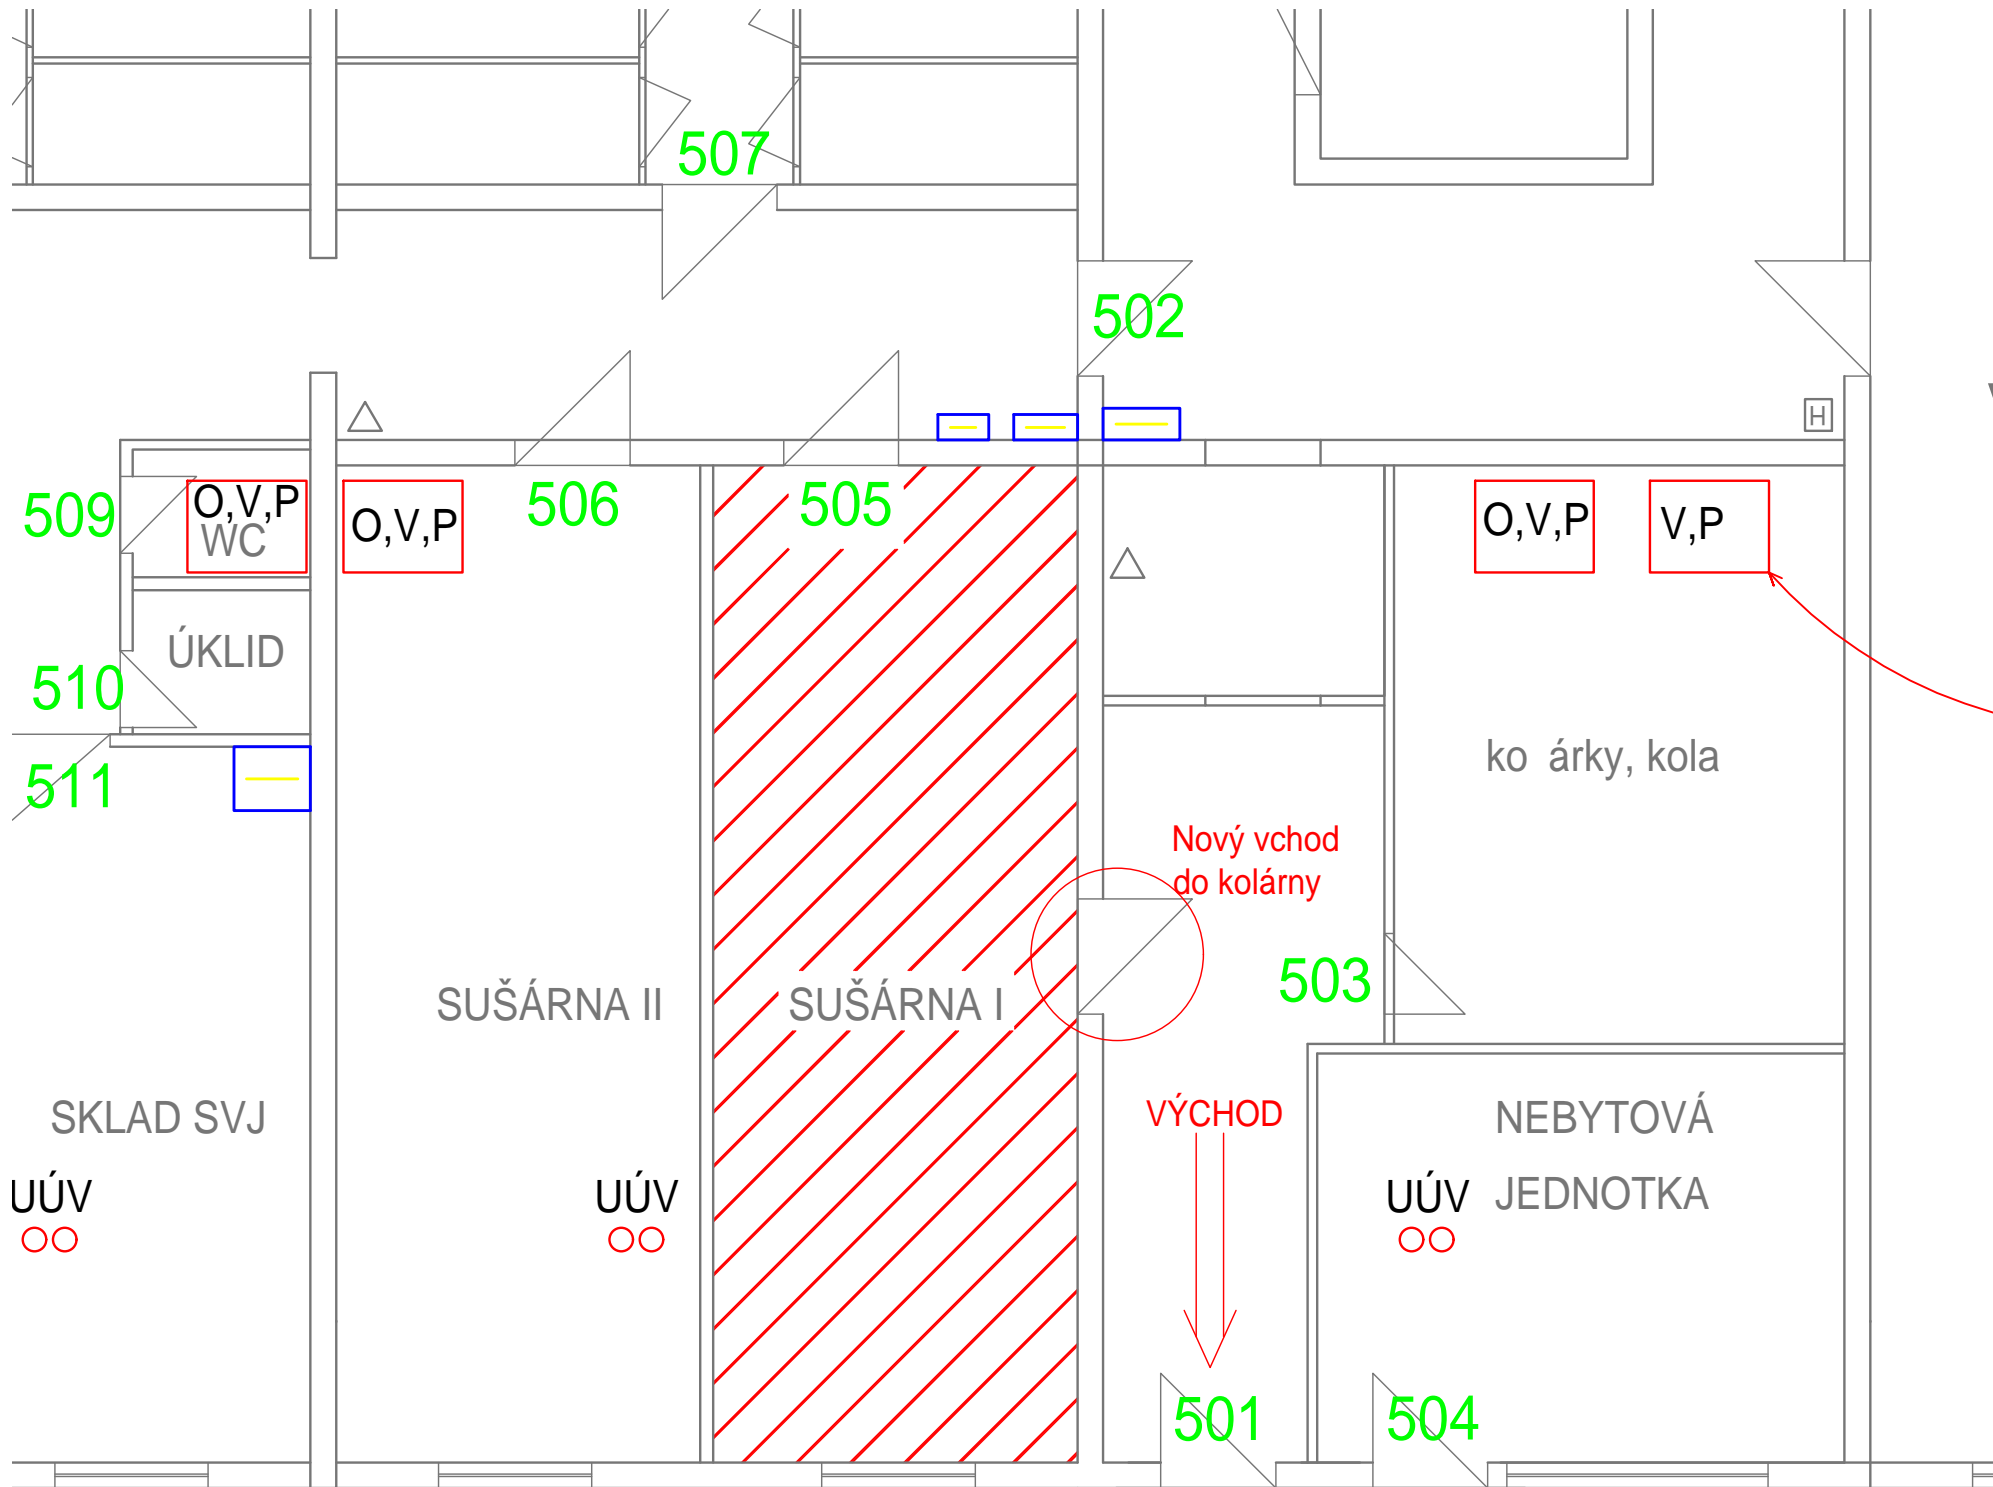 507
502
H
509
O,V,P
WC
O,V,P
506
505
O,V,P
V,P
ÚKLID
510
511
ko árky, kola
Nový vchod
do kolárny
503
SUŠÁRNA II
SUŠÁRNA I
SKLAD SVJ
VÝCHOD
NEBYTOVÁ
JEDNOTKA
UÚV
UÚV
UÚV
501
504